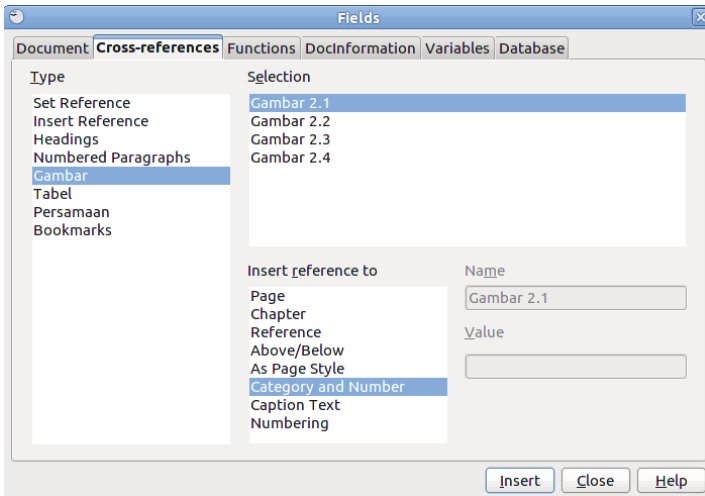 Fields
Document Cross-references Functions DocInformation Variables Database
Type
Set Reference
Insert Reference
Headings
Numbered Paragraphs
Gambar
Tabel
Persamaan
Bookmarks
Selection
Gambar 2.1
Gambar 2.2
Gambar 2.3
Gambar 2.4
Insert reference to
Page
Chapter
Reference
Above/Below
As Page Style
Category and Number
Caption Text
Numbering
Name
Gambar 2.1
Value
Insert Close Help